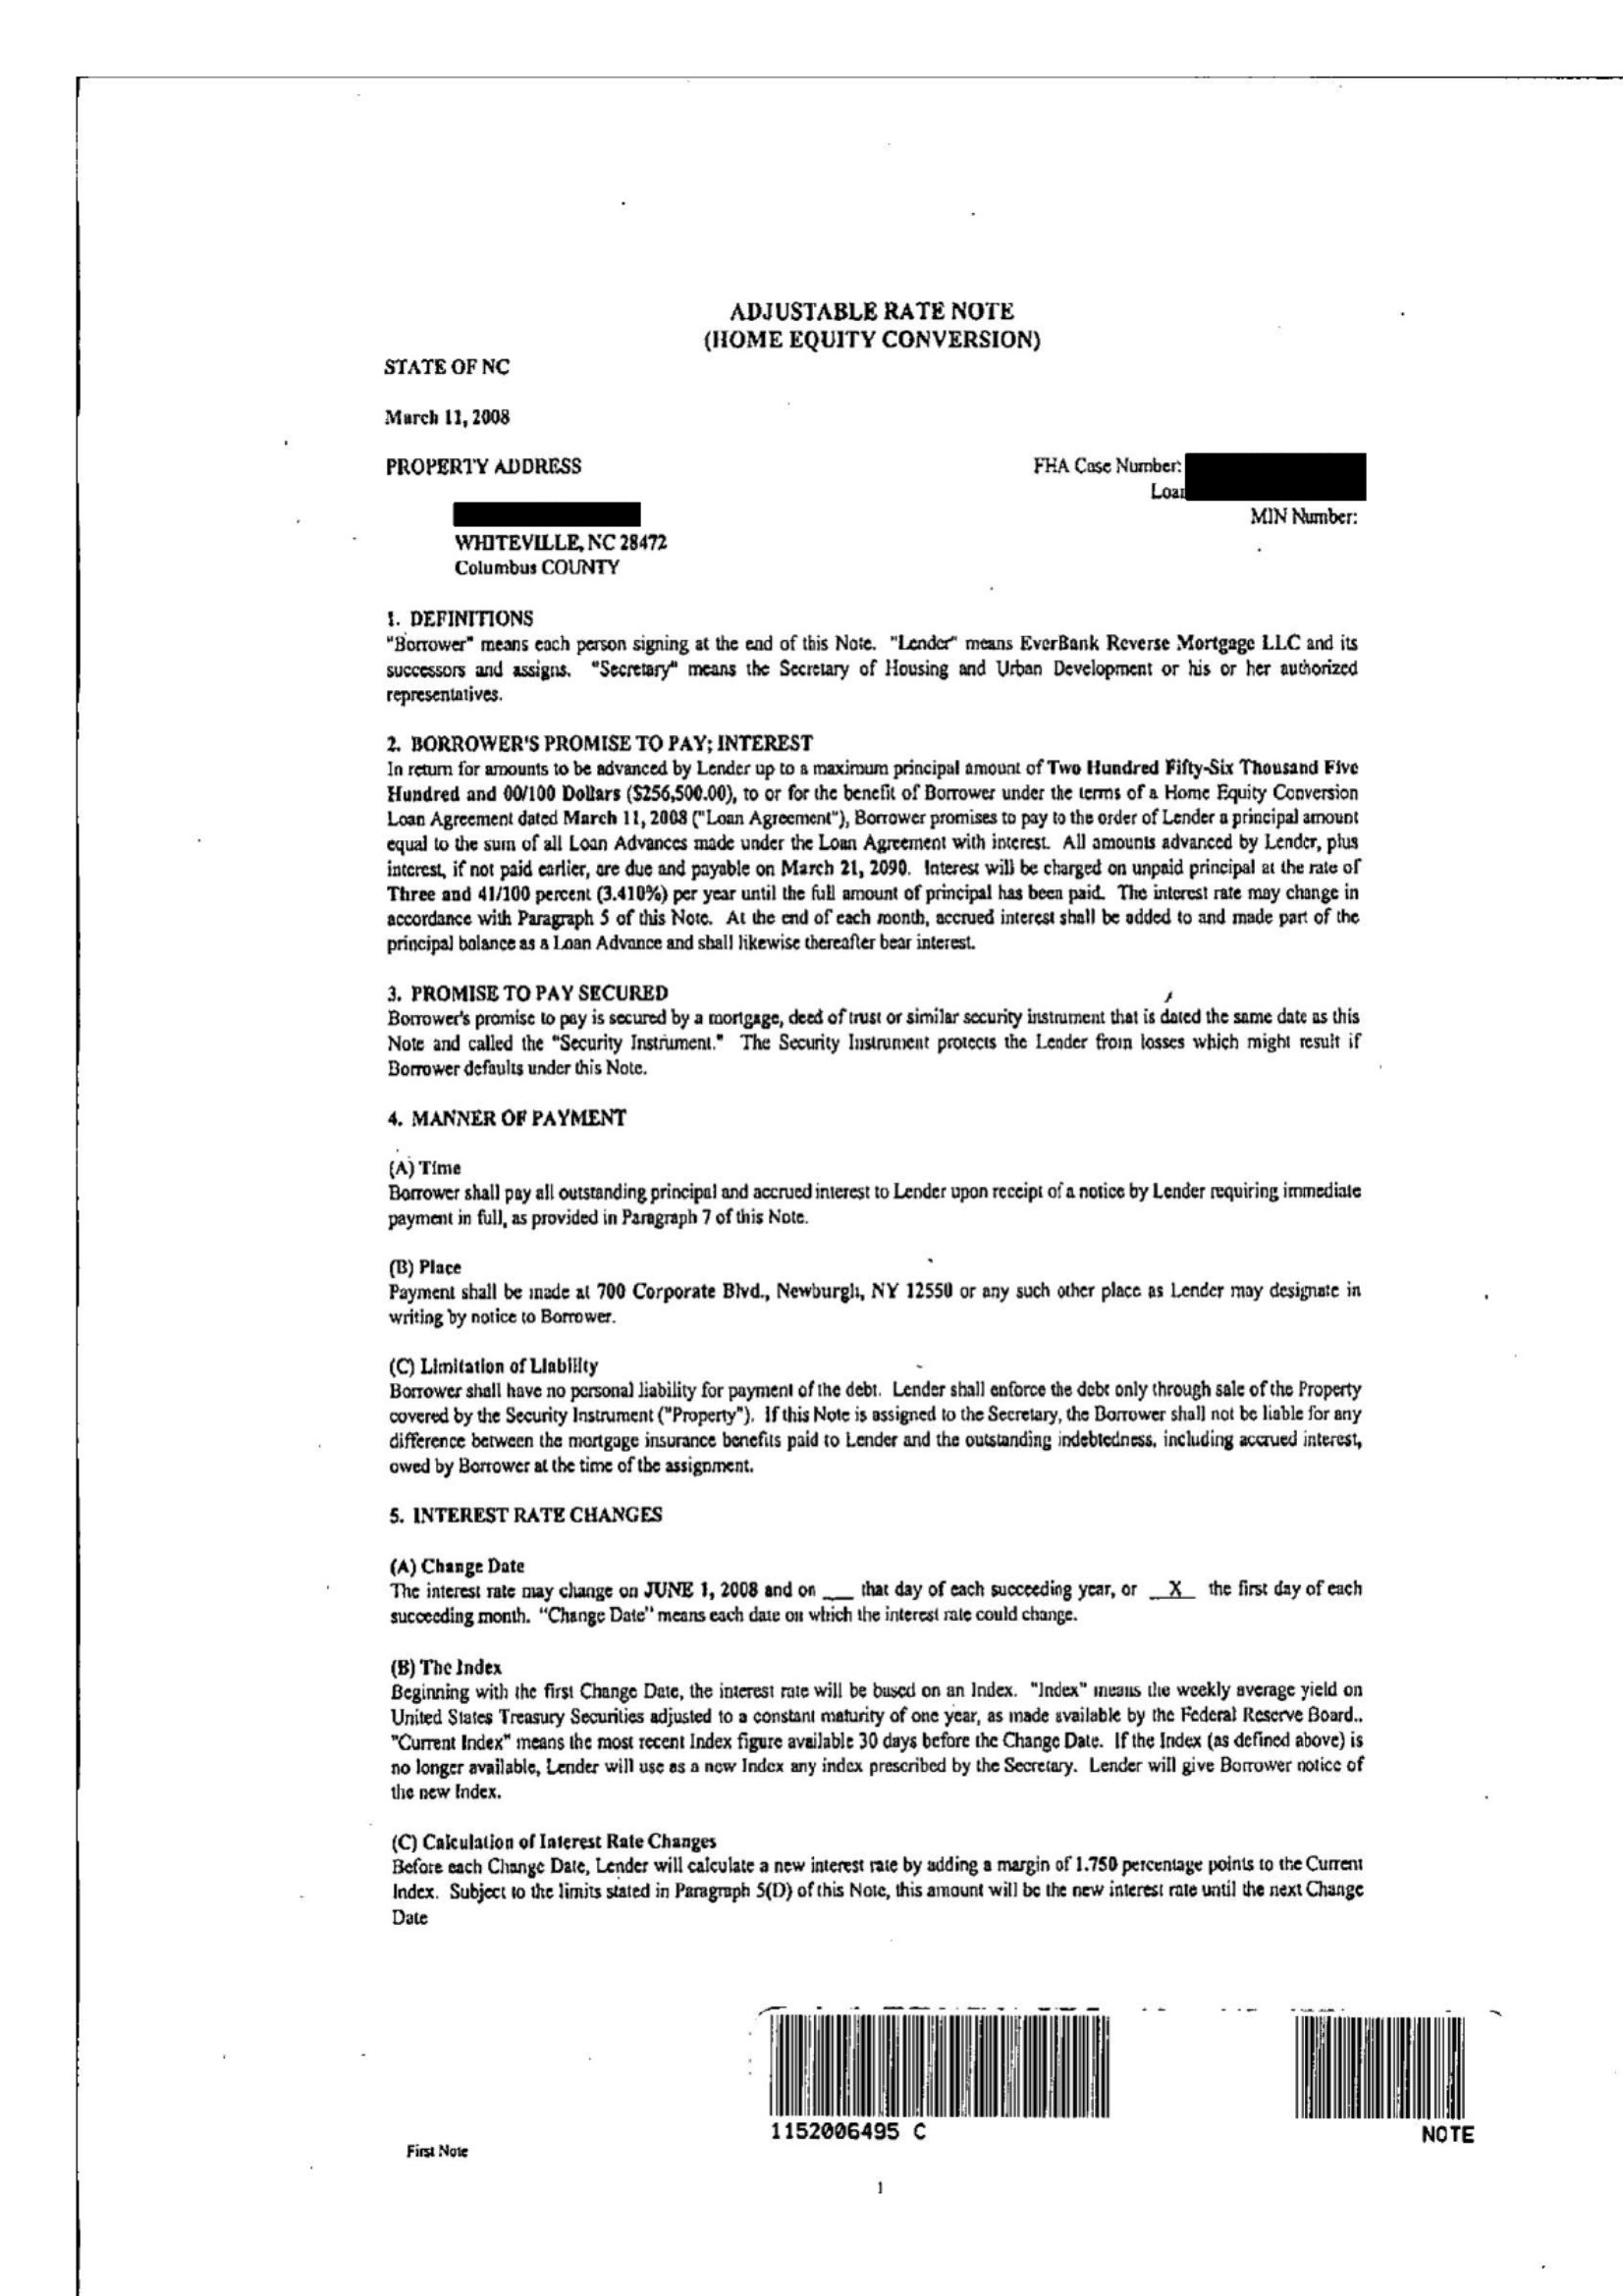 ADJUSTABLE RATE NOTE
(HOME EQUITY CONVERSION)
STATE OF NC
March 11, 2008
PROPERTY ADDRESS
FHA Case Number:
Loan
MIN Number:
WHITEVILLE, NC 28472
Columbus COUNTY
1. DEFINITIONS
"Borrower" means each person signing at the end of this Note. "Lender" means EverBank Reverse Mortgage LLC and its
successors and assigns. "Secretary" means the Secretary of Housing and Urban Development or his or her authorized
representatives.
2. BORROWER'S PROMISE TO PAY; INTEREST
In return for amounts to be advanced by Lender up to a maximum principal amount of Two Hundred Fifty-Six Thousand Five
Hundred and 00/100 Dollars ($256,500.00), to or for the benefit of Borrower under the terms of a Home Equity Conversion
Loan Agreement dated March 11, 2008 ("Loan Agreement"), Borrower promises to pay to the order of Lender a principal amount
equal to the sum of all Loan Advances made under the Loan Agreement with interest. All amounts advanced by Lender, plus
interest, if not paid earlier, are due and payable on March 21, 2090. Interest will be charged on unpaid principal at the rate of
Three and 41/100 percent (3.410%) per year until the full amount of principal has been paid. The interest rate may change in
accordance with Paragraph 5 of this Note. At the end of each month, accrued interest shall be added to and made part of the
principal balance as a Loan Advance and shall likewise thereafter bear interest.
3. PROMISE TO PAY SECURED
Borrower's promise to pay is secured by a mortgage, deed of trust or similar security instrument that is dated the same date as this
Note and called the "Security Instrument." The Security Instrument protects the Lender from losses which might result if
Borrower defaults under this Note.
4. MANNER OF PAYMENT
(A) Time
Borrower shall pay all outstanding principal and accrued interest to Lender upon receipt of a notice by Lender requiring immediate
payment in full, as provided in Paragraph 7 of this Note.
(B) Place
Payment shall be made at 700 Corporate Blvd., Newburgh, NY 12550 or any such other place as Lender may designate in
writing by notice to Borrower.
(C) Limitation of Liability
Borrower shall have no personal liability for payment of the debt. Lender shall enforce the debt only through sale of the Property
covered by the Security Instrument ("Property"). If this Note is assigned to the Secretary, the Borrower shall not be liable for any
difference between the mortgage insurance benefits paid to Lender and the outstanding indebtedness, including accrued interest,
owed by Borrower at the time of the assignment.
5. INTEREST RATE CHANGES
(A) Change Date
The interest rate may change on JUNE 1, 2008 and on ___ that day of each succeeding year, or __X__ the first day of each
succeeding month. "Change Date" means each date on which the interest rate could change.
(B) The Index
Beginning with the first Change Date, the interest rate will be based on an Index. "Index" means the weekly average yield on
United States Treasury Securities adjusted to a constant maturity of one year, as made available by the Federal Reserve Board..
"Current Index" means the most recent Index figure available 30 days before the Change Date. If the Index (as defined above) is
no longer available, Lender will use as a new Index any index prescribed by the Secretary. Lender will give Borrower notice of
the new Index.
(C) Calculation of Interest Rate Changes
Before each Change Date, Lender will calculate a new interest rate by adding a margin of 1.750 percentage points to the Current
Index. Subject to the limits stated in Paragraph 5(D) of this Note, this amount will be the new interest rate until the next Change
Date
1152006495 C
NOTE
First Note
1